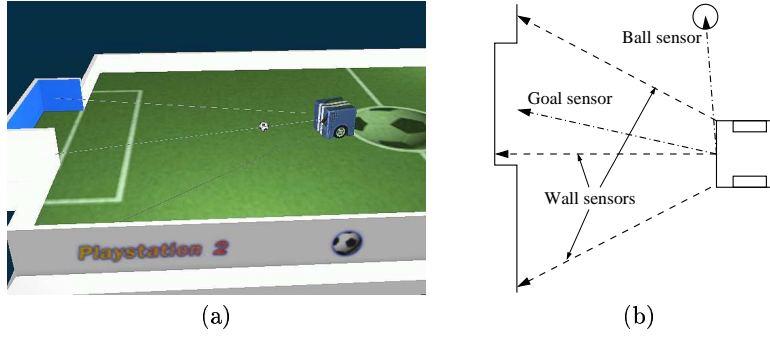 Playstation 2
(a)
Ball sensor
Goal sensor
Wall sensors
(b)